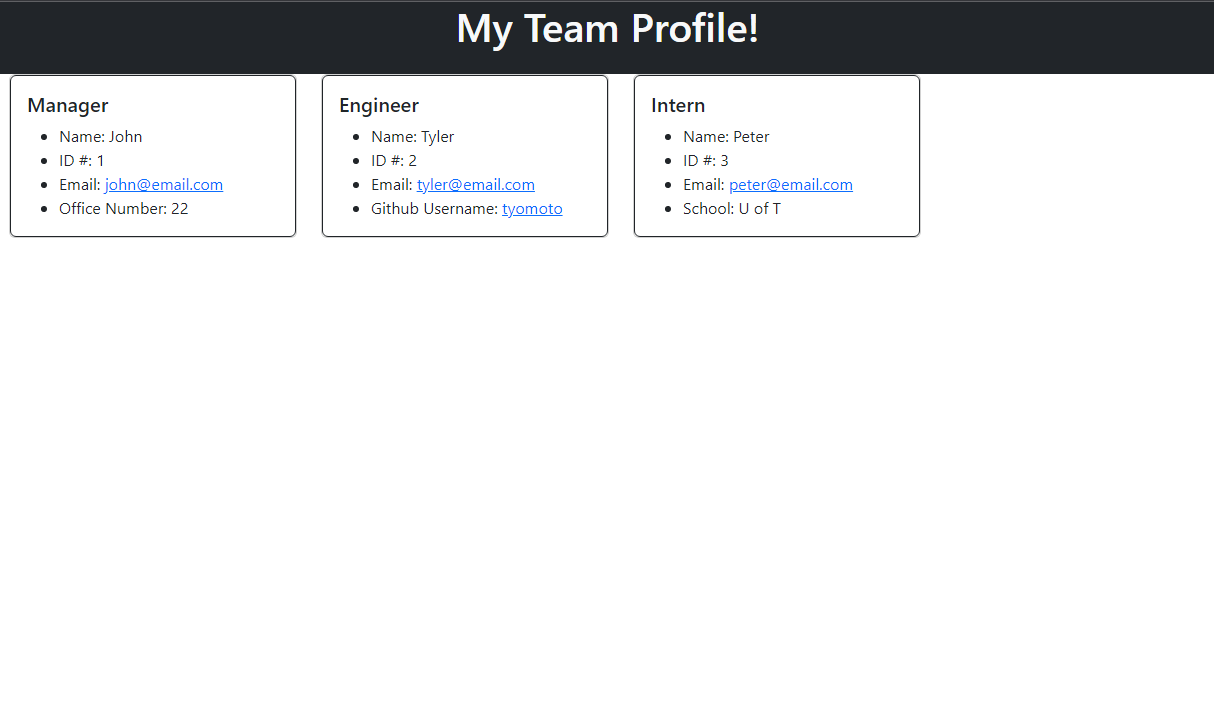 My Team Profile!
Manager
Name: John
ID #: 1
Email: john@email.com
Office Number: 22
Engineer
Name: Tyler
ID #: 2
Email: tyler@email.com
Github Username: tyomoto
Intern
Name: Peter
ID #: 3
Email: peter@email.com
School: U of T